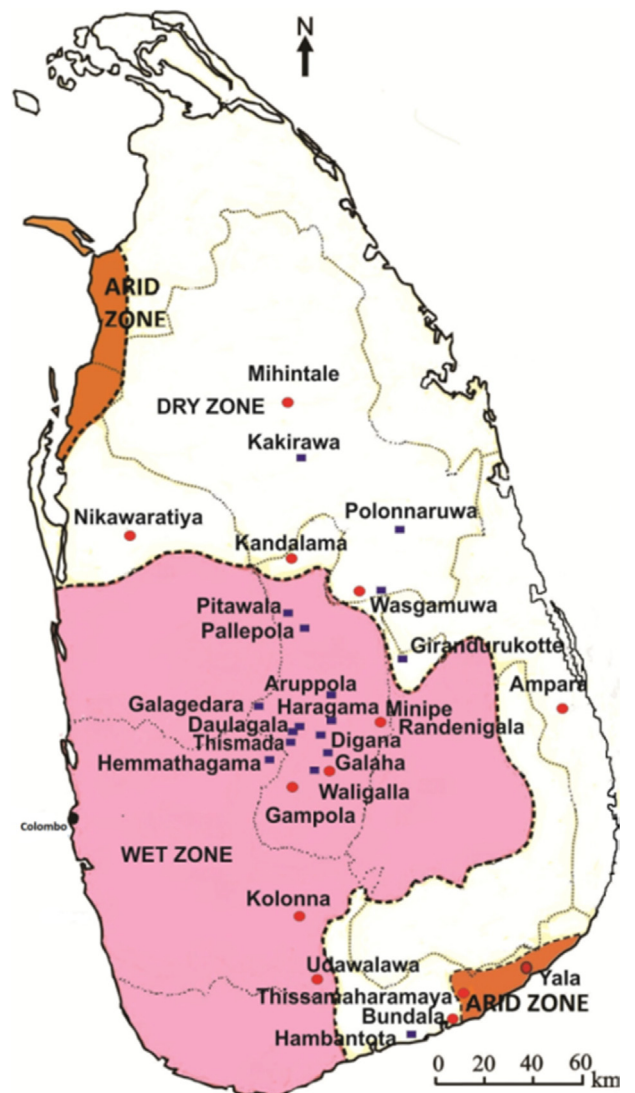 N
ARID
ZONE
Mihintale
DRY ZONE
Kakirawa
Polonnaruwa
Nikawaratiya
Kandalama
Wasgamuwa
Pitawala
Pallepola
Girandurukotte
Aruppola
Ampara
Galagedara
Haragama
Minipe
Daulagala
Randenigala
Thismada
Digana
Hemmathagama
Galaha
Waligalla
Gampola
Colombo
WET ZONE
Kolonna
Udawalawa
Yala
Thissamaharamaya
ARID ZONE
Bundala
Hambantota
0 20 40 60
km